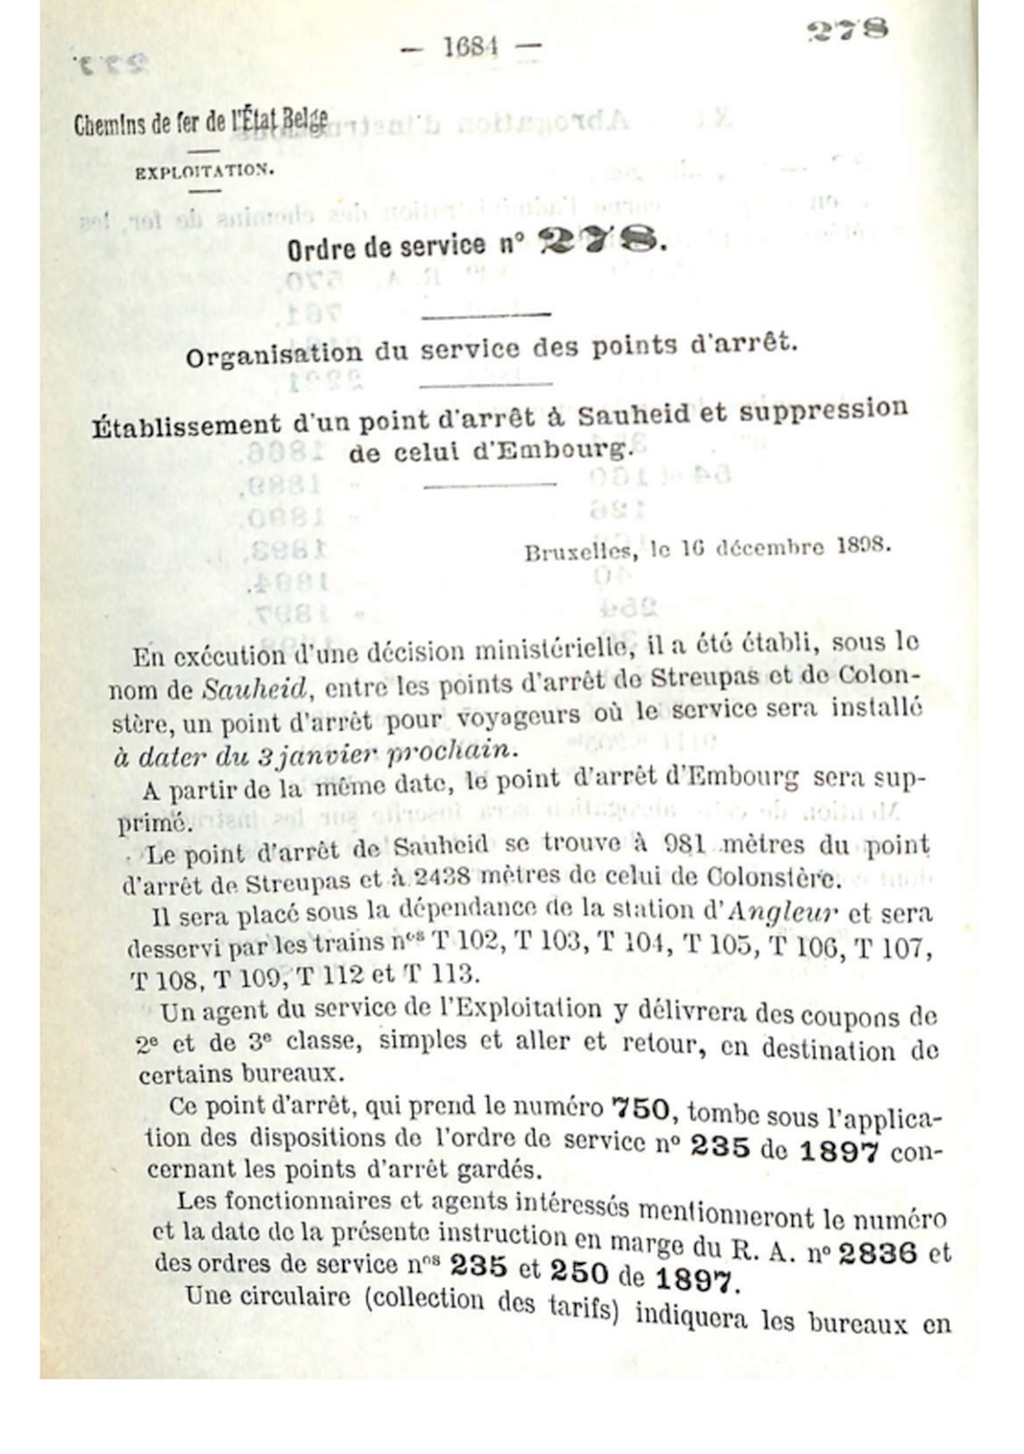 — 1684 —
278
Chemins de fer de l'État Belge
EXPLOITATION.
Ordre de service n° 278.
Organisation du service des points d'arrêt.
Établissement d'un point d'arrêt à Sauheid et suppression
de celui d'Embourg.
Bruxelles, le 16 décembre 1898.
En exécution d'une décision ministérielle, il a été établi, sous le
nom de Sauheid, entre les points d'arrêt de Streupas et de Colon-
stère, un point d'arrêt pour voyageurs où le service sera installé
à dater du 3 janvier prochain.
A partir de la même date, le point d'arrêt d'Embourg sera sup-
primé.
Le point d'arrêt de Sauheid se trouve à 981 mètres du point
d'arrêt de Streupas et à 2438 mètres de celui de Colonstère.
Il sera placé sous la dépendance de la station d'Angleur et sera
desservi par les trains nos T 102, T 103, T 104, T 105, T 106, T 107,
T 108, T 109, T 112 et T 113.
Un agent du service de l'Exploitation y délivrera des coupons de
2e et de 3e classe, simples et aller et retour, en destination de
certains bureaux.
Ce point d'arrêt, qui prend le numéro 750, tombe sous l'applica-
tion des dispositions de l'ordre de service n° 235 de 1897 con-
cernant les points d'arrêt gardés.
Les fonctionnaires et agents intéressés mentionneront le numéro
et la date de la présente instruction en marge du R. A. n° 2836 et
des ordres de service nos 235 et 250 de 1897.
Une circulaire (collection des tarifs) indiquera les bureaux en